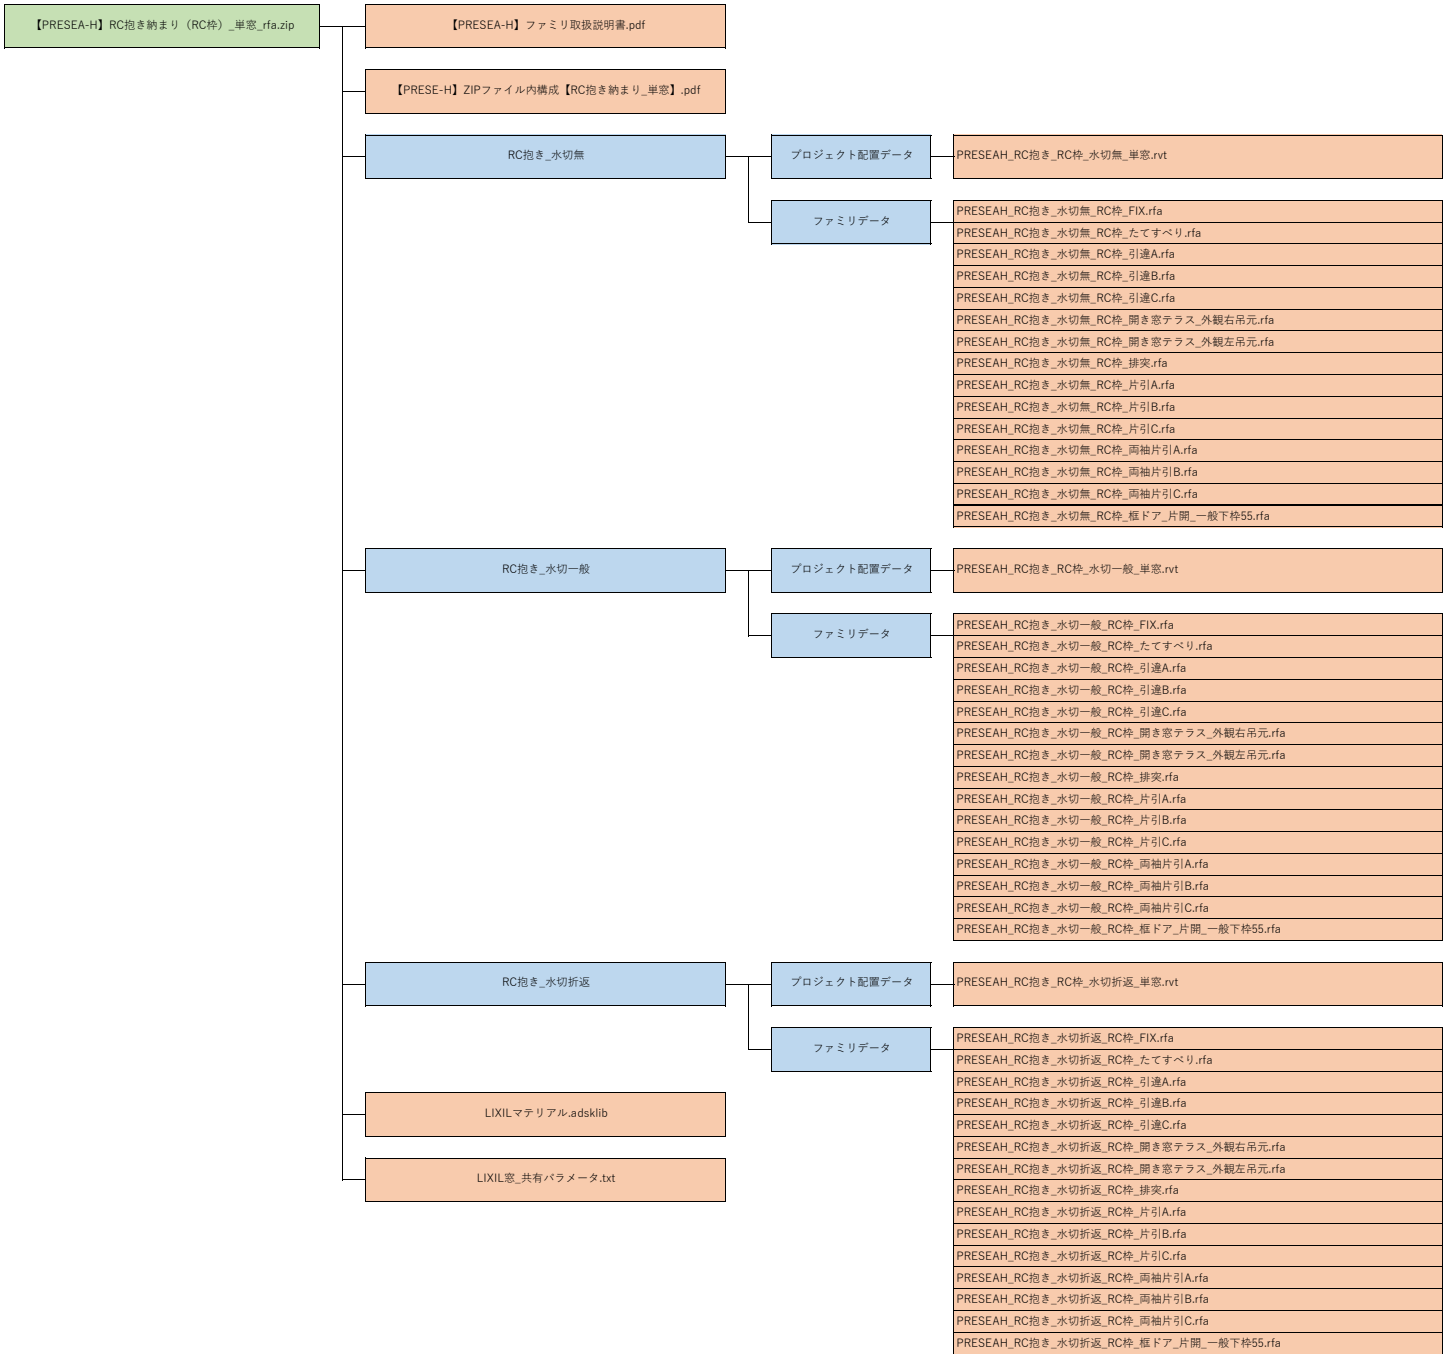 【PRESEA-H】RC抱き納まり（RC枠）_単窓_rfa.zip
【PRESEA-H】ファミリ取扱説明書.pdf
【PRESE-H】ZIPファイル内構成【RC抱き納まり_単窓】.pdf
RC抱き_水切無
プロジェクト配置データ
PRESEAH_RC抱き_RC枠_水切無_単窓.rvt
ファミリデータ
PRESEAH_RC抱き_水切無_RC枠_FIX.rfa
PRESEAH_RC抱き_水切無_RC枠_たてすべり.rfa
PRESEAH_RC抱き_水切無_RC枠_引違A.rfa
PRESEAH_RC抱き_水切無_RC枠_引違B.rfa
PRESEAH_RC抱き_水切無_RC枠_引違C.rfa
PRESEAH_RC抱き_水切無_RC枠_開き窓テラス_外観右吊元.rfa
PRESEAH_RC抱き_水切無_RC枠_開き窓テラス_外観左吊元.rfa
PRESEAH_RC抱き_水切無_RC枠_排突.rfa
PRESEAH_RC抱き_水切無_RC枠_片引A.rfa
PRESEAH_RC抱き_水切無_RC枠_片引B.rfa
PRESEAH_RC抱き_水切無_RC枠_片引C.rfa
PRESEAH_RC抱き_水切無_RC枠_両袖片引A.rfa
PRESEAH_RC抱き_水切無_RC枠_両袖片引B.rfa
PRESEAH_RC抱き_水切無_RC枠_両袖片引C.rfa
PRESEAH_RC抱き_水切無_RC枠_框ドア_片開_一般下枠55.rfa
RC抱き_水切一般
プロジェクト配置データ
PRESEAH_RC抱き_RC枠_水切一般_単窓.rvt
ファミリデータ
PRESEAH_RC抱き_水切一般_RC枠_FIX.rfa
PRESEAH_RC抱き_水切一般_RC枠_たてすべり.rfa
PRESEAH_RC抱き_水切一般_RC枠_引違A.rfa
PRESEAH_RC抱き_水切一般_RC枠_引違B.rfa
PRESEAH_RC抱き_水切一般_RC枠_引違C.rfa
PRESEAH_RC抱き_水切一般_RC枠_開き窓テラス_外観右吊元.rfa
PRESEAH_RC抱き_水切一般_RC枠_開き窓テラス_外観左吊元.rfa
PRESEAH_RC抱き_水切一般_RC枠_排突.rfa
PRESEAH_RC抱き_水切一般_RC枠_片引A.rfa
PRESEAH_RC抱き_水切一般_RC枠_片引B.rfa
PRESEAH_RC抱き_水切一般_RC枠_片引C.rfa
PRESEAH_RC抱き_水切一般_RC枠_両袖片引A.rfa
PRESEAH_RC抱き_水切一般_RC枠_両袖片引B.rfa
PRESEAH_RC抱き_水切一般_RC枠_両袖片引C.rfa
PRESEAH_RC抱き_水切一般_RC枠_框ドア_片開_一般下枠55.rfa
RC抱き_水切折返
プロジェクト配置データ
PRESEAH_RC抱き_RC枠_水切折返_単窓.rvt
ファミリデータ
PRESEAH_RC抱き_水切折返_RC枠_FIX.rfa
PRESEAH_RC抱き_水切折返_RC枠_たてすべり.rfa
PRESEAH_RC抱き_水切折返_RC枠_引違A.rfa
PRESEAH_RC抱き_水切折返_RC枠_引違B.rfa
PRESEAH_RC抱き_水切折返_RC枠_引違C.rfa
PRESEAH_RC抱き_水切折返_RC枠_開き窓テラス_外観右吊元.rfa
PRESEAH_RC抱き_水切折返_RC枠_開き窓テラス_外観左吊元.rfa
PRESEAH_RC抱き_水切折返_RC枠_排突.rfa
PRESEAH_RC抱き_水切折返_RC枠_片引A.rfa
PRESEAH_RC抱き_水切折返_RC枠_片引B.rfa
PRESEAH_RC抱き_水切折返_RC枠_片引C.rfa
PRESEAH_RC抱き_水切折返_RC枠_両袖片引A.rfa
PRESEAH_RC抱き_水切折返_RC枠_両袖片引B.rfa
PRESEAH_RC抱き_水切折返_RC枠_両袖片引C.rfa
PRESEAH_RC抱き_水切折返_RC枠_框ドア_片開_一般下枠55.rfa
LIXILマテリアル.adsklib
LIXIL窓_共有パラメータ.txt